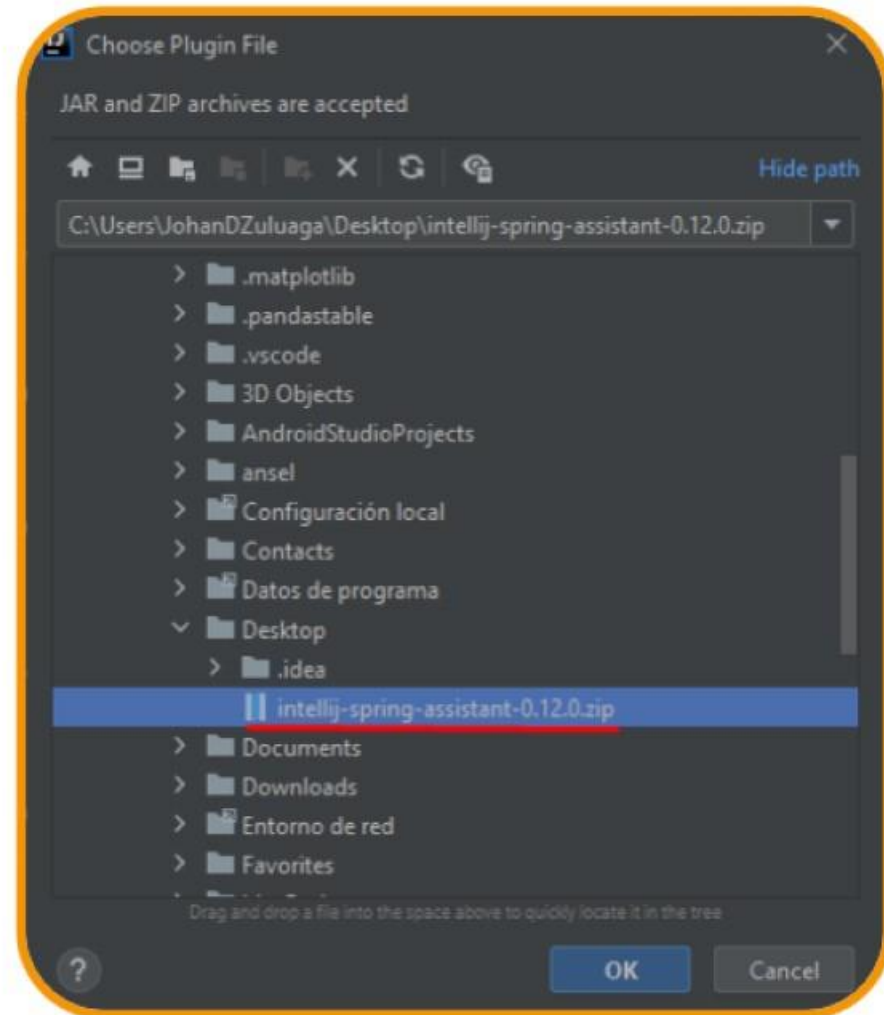 Choose Plugin File
JAR and ZIP archives are accepted
Hide path
C:\Users\JohanDZuluaga\Desktop\intellij-spring-assistant-0.12.0.zip
.matplotlib
.pandastable
.vscode
3D Objects
AndroidStudioProjects
ansel
Configuración local
Contacts
Datos de programa
Desktop
.idea
intellij-spring-assistant-0.12.0.zip
Documents
Downloads
Entorno de red
Favorites
Drag and drop a file into the space above to quickly locate it in the tree
? OK Cancel